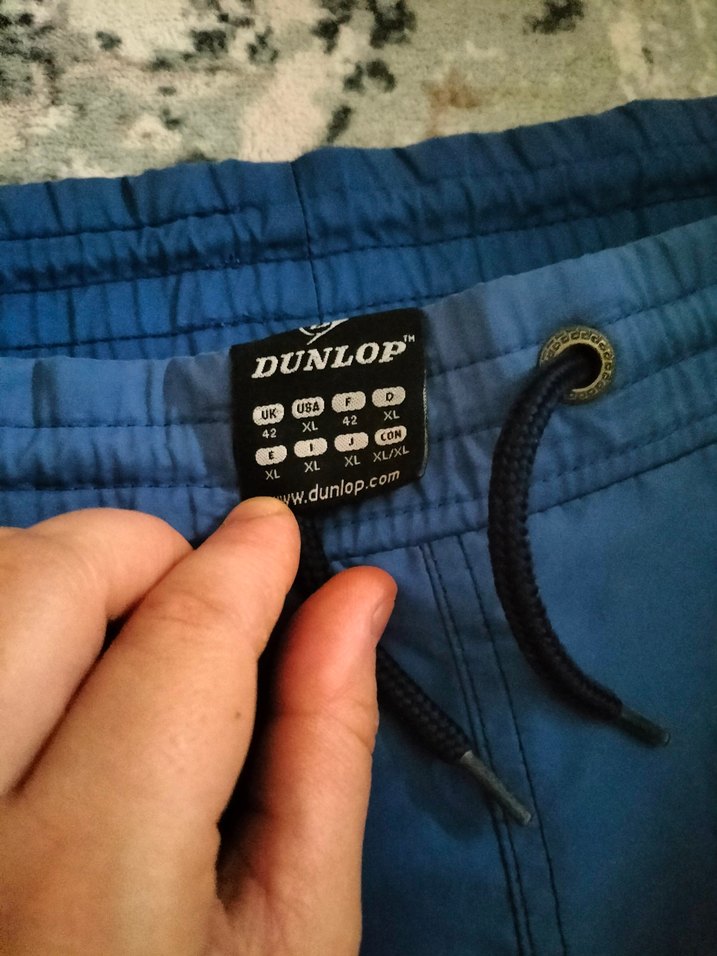 DUNLOP™
UK USA F D
42 XL 42 XL
E I J CON
XL XL XL XL/XL
www.dunlop.com